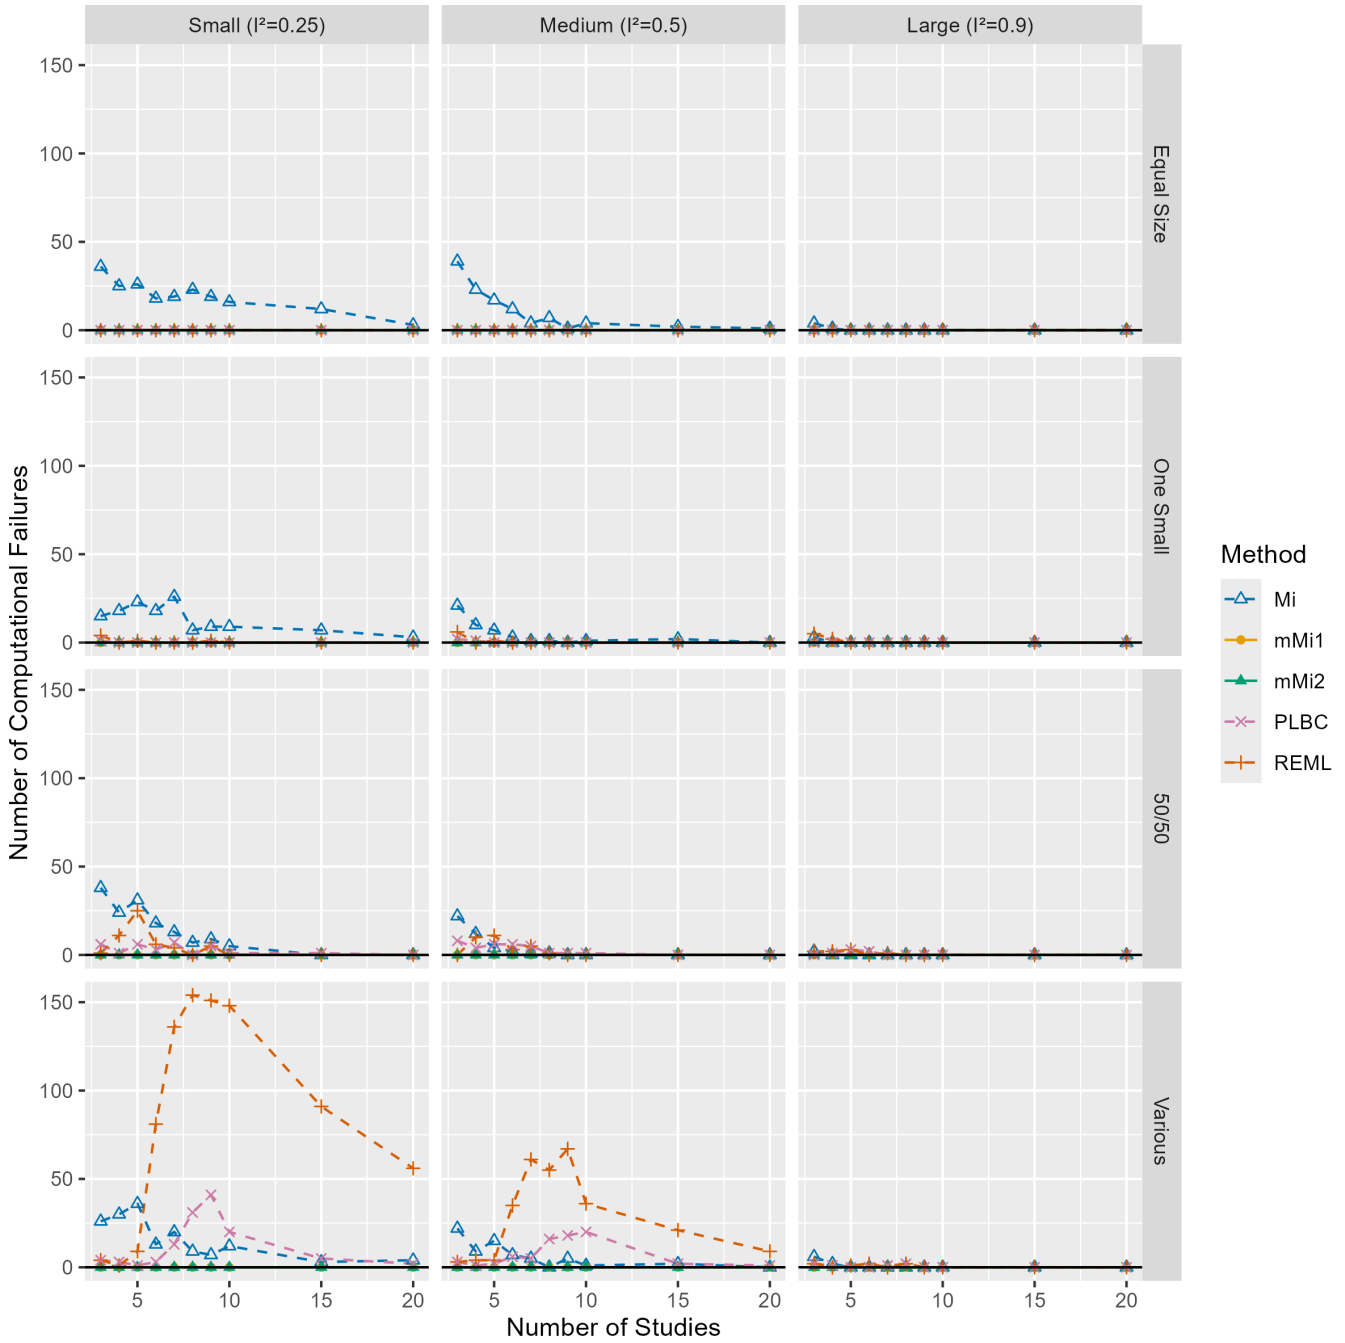 Small (I²=0.25)
Medium (I²=0.5)
Large (I²=0.9)
150
100
50
0
Equal Size
150
100
50
0
One Small
150
100
50
0
50/50
150
100
50
0
Various
5 10 15 20
5 10 15 20
5 10 15 20
Number of Studies
Number of Computational Failures
Method
Mi
mMi1
mMi2
PLBC
REML